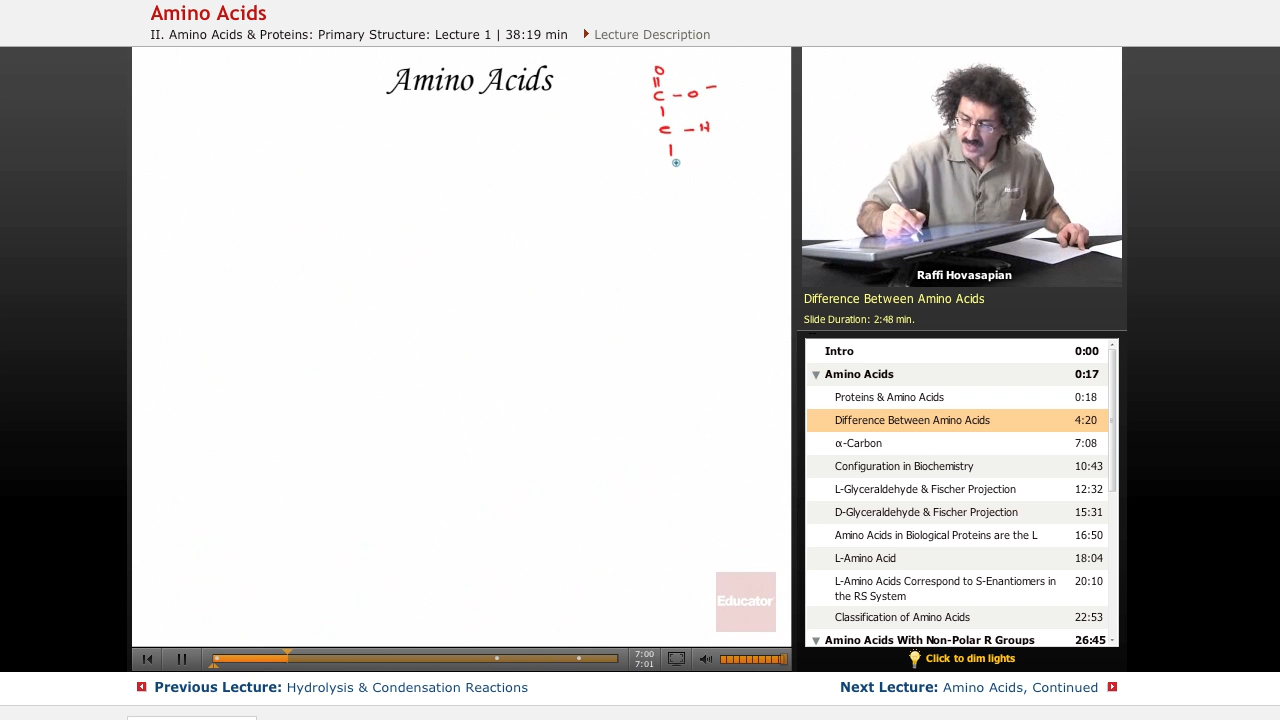 Amino Acids
II. Amino Acids & Proteins: Primary Structure: Lecture 1 | 38:19 min Lecture Description
Amino Acids
O
C - O -
C - H
Educator
Raffi Hovasapian
Difference Between Amino Acids
Slide Duration: 2:48 min.
Intro 0:00
Amino Acids 0:17
Proteins & Amino Acids 0:18
Difference Between Amino Acids 4:20
α-Carbon 7:08
Configuration in Biochemistry 10:43
L-Glyceraldehyde & Fischer Projection 12:32
D-Glyceraldehyde & Fischer Projection 15:31
Amino Acids in Biological Proteins are the L 16:50
L-Amino Acid 18:04
L-Amino Acids Correspond to S-Enantiomers in 20:10
the RS System
Classification of Amino Acids 22:53
Amino Acids With Non-Polar R Groups 26:45
7:00
7:01
Click to dim lights
Previous Lecture: Hydrolysis & Condensation Reactions
Next Lecture: Amino Acids, Continued